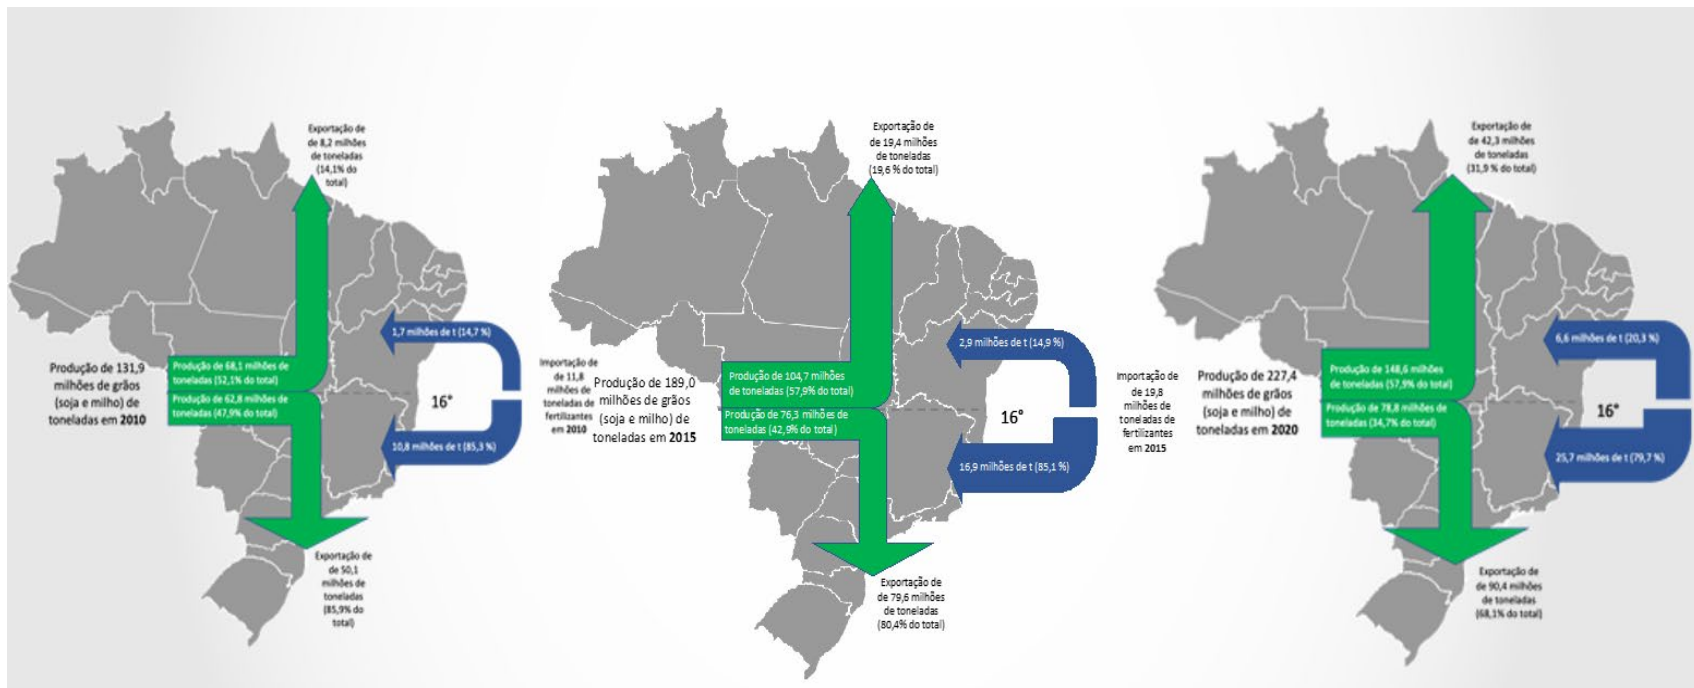 Exportação de
de 8,2 milhões
de toneladas
(14,1% do
total)
1,7 milhões de t (14,7 %)
Produção de 131,9
milhões de grãos
(soja e milho) de
toneladas em 2010
Produção de 68,1 milhões de
toneladas (52,1% do total)
Produção de 62,8 milhões de
toneladas (47,9% do total)
16°
10,8 milhões de t (85,3 %)
Importação de
de 11,8
milhões de
toneladas de
fertilizantes
em 2010
Exportação de
de 50,1
milhões de
toneladas
(85,9% do
total)
Exportação de
de 19,4 milhões
de toneladas
(19,6 % do total)
2,9 milhões de t (14,9 %)
Produção de 189,0
milhões de grãos
(soja e milho) de
toneladas em 2015
Produção de 104,7 milhões
de toneladas (57,9% do total)
Produção de 76,3 milhões de
toneladas (42,9% do total)
16°
16,9 milhões de t (85,1 %)
Importação de
de 19,8
milhões de
toneladas de
fertilizantes
em 2015
Exportação de
de 79,6 milhões
de toneladas
(80,4% do total)
Exportação de
de 42,3 milhões
de toneladas
(31,9 % do total)
6,6 milhões de t (20,3 %)
Produção de 227,4
milhões de grãos
(soja e milho) de
toneladas em 2020
Produção de 148,6 milhões
de toneladas (57,9% do total)
Produção de 78,8 milhões de
toneladas (34,7% do total)
16°
25,7 milhões de t (79,7 %)
Exportação de
de 90,4 milhões
de toneladas
(68,1% do total)